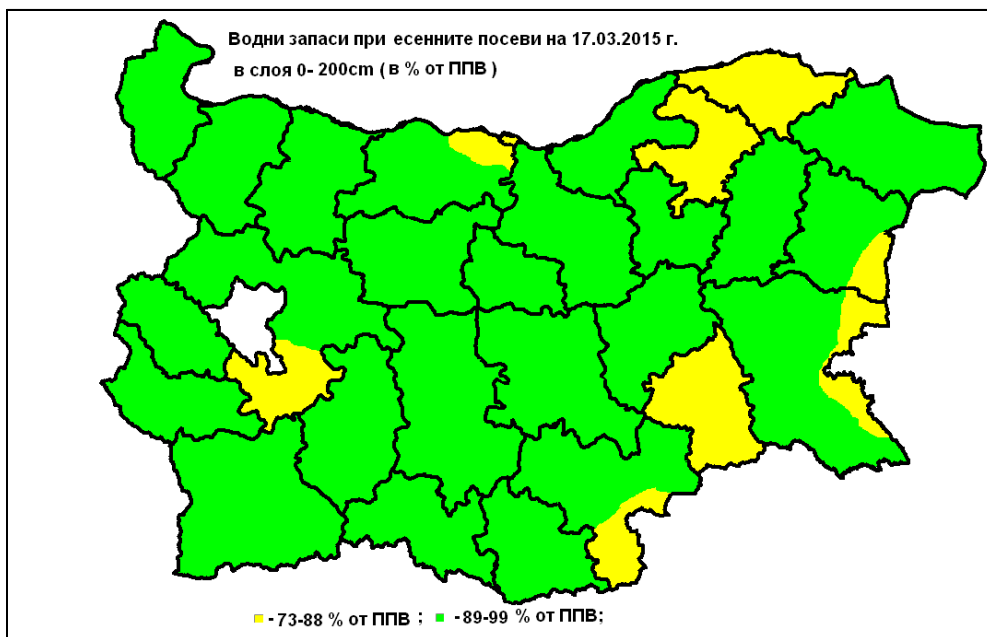 Водни запаси при есенните посеви на 17.03.2015 г.
в слоя 0- 200cm ( в % от ППВ )
-73-88 % от ППВ ; -89-99 % от ППВ;